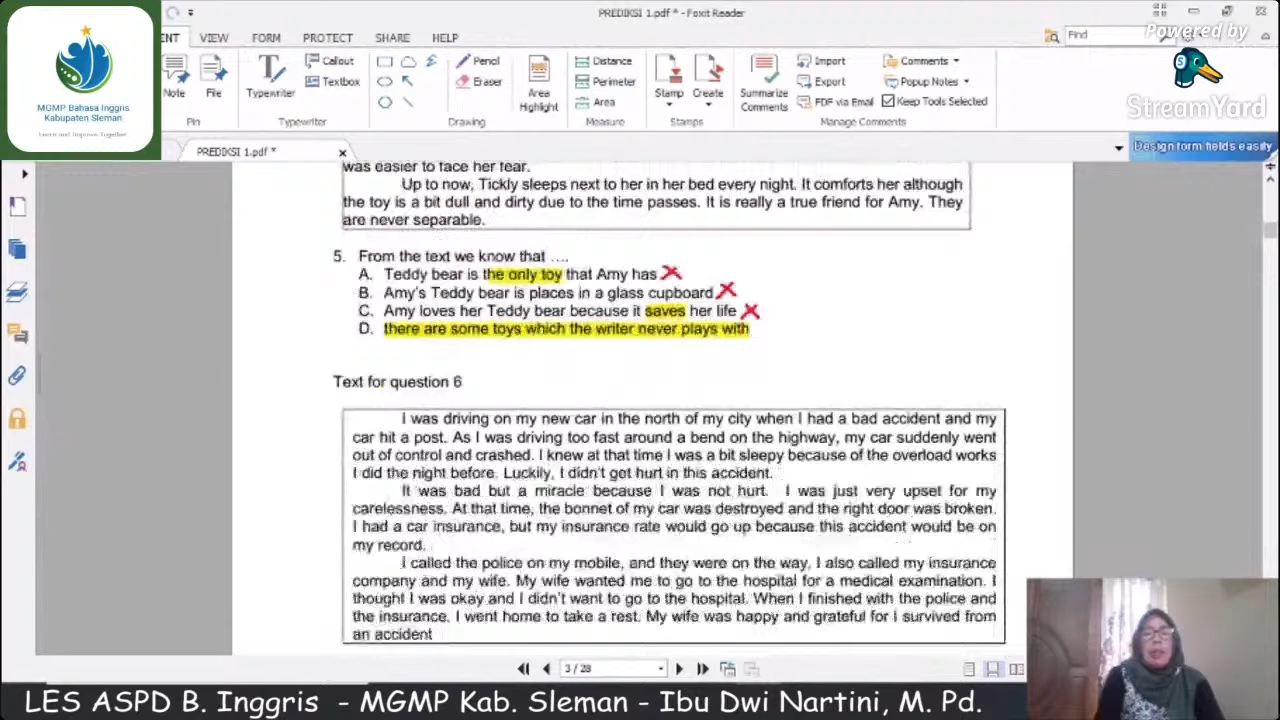 PREDIKSI 1.pdf * - Foxit Reader
Powered by
StreamYard
VIEW FORM PROTECT SHARE HELP
Find
Note
File
Pin
Typewriter
Callout
Textbox
Typewriter
Pencil
Eraser
Area
Highlight
Drawing
Distance
Perimeter
Area
Measure
Stamp
Create
Stamps
Summarize
Comments
Import
Export
FDF via Email
Comments
Popup Notes
Keep Tools Selected
Manage Comments
MGMP Bahasa Inggris
Kabupaten Sleman
Learn and Improve Together
PREDIKSI 1.pdf *
Design form fields easily
was easier to face her fear.
Up to now, Tickly sleeps next to her in her bed every night. It comforts her although
the toy is a bit dull and dirty due to the time passes. It is really a true friend for Amy. They
are never separable.
5. From the text we know that ….
A. Teddy bear is the only toy that Amy has
B. Amy's Teddy bear is places in a glass cupboard
C. Amy loves her Teddy bear because it saves her life
D. there are some toys which the writer never plays with
Text for question 6
I was driving on my new car in the north of my city when I had a bad accident and my
car hit a post. As I was driving too fast around a bend on the highway, my car suddenly went
out of control and crashed. I knew at that time I was a bit sleepy because of the overload works
I did the night before. Luckily, I didn't get hurt in this accident.
It was bad but a miracle because I was not hurt. I was just very upset for my
carelessness. At that time, the bonnet of my car was destroyed and the right door was broken.
I had a car insurance, but my insurance rate would go up because this accident would be on
my record.
I called the police on my mobile, and they were on the way, I also called my insurance
company and my wife. My wife wanted me to go to the hospital for a medical examination. I
thought I was okay and I didn't want to go to the hospital. When I finished with the police and
the insurance, I went home to take a rest. My wife was happy and grateful for I survived from
an accident
3 / 28
LES ASPD B. Inggris - MGMP Kab. Sleman - Ibu Dwi Nartini, M. Pd.